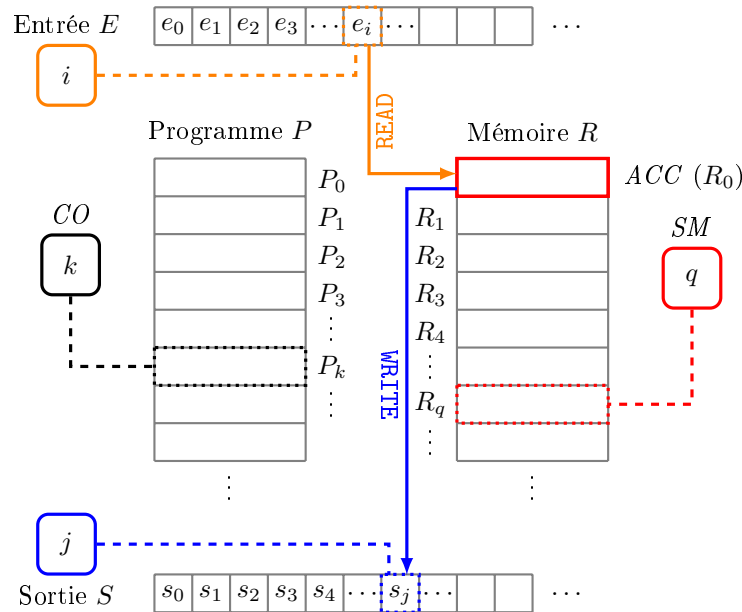 Entrée E
e0 e1 e2 e3 ... ei ... ...
i
READ
Programme P
Mémoire R
P0
ACC (R0)
CO
P1
R1
SM
k
P2
R2
q
P3
R3
⋮
R4
Pk
⋮
WRITE
⋮
Rq
⋮
⋮
⋮
j
Sortie S
s0 s1 s2 s3 s4 ... sj ... ...